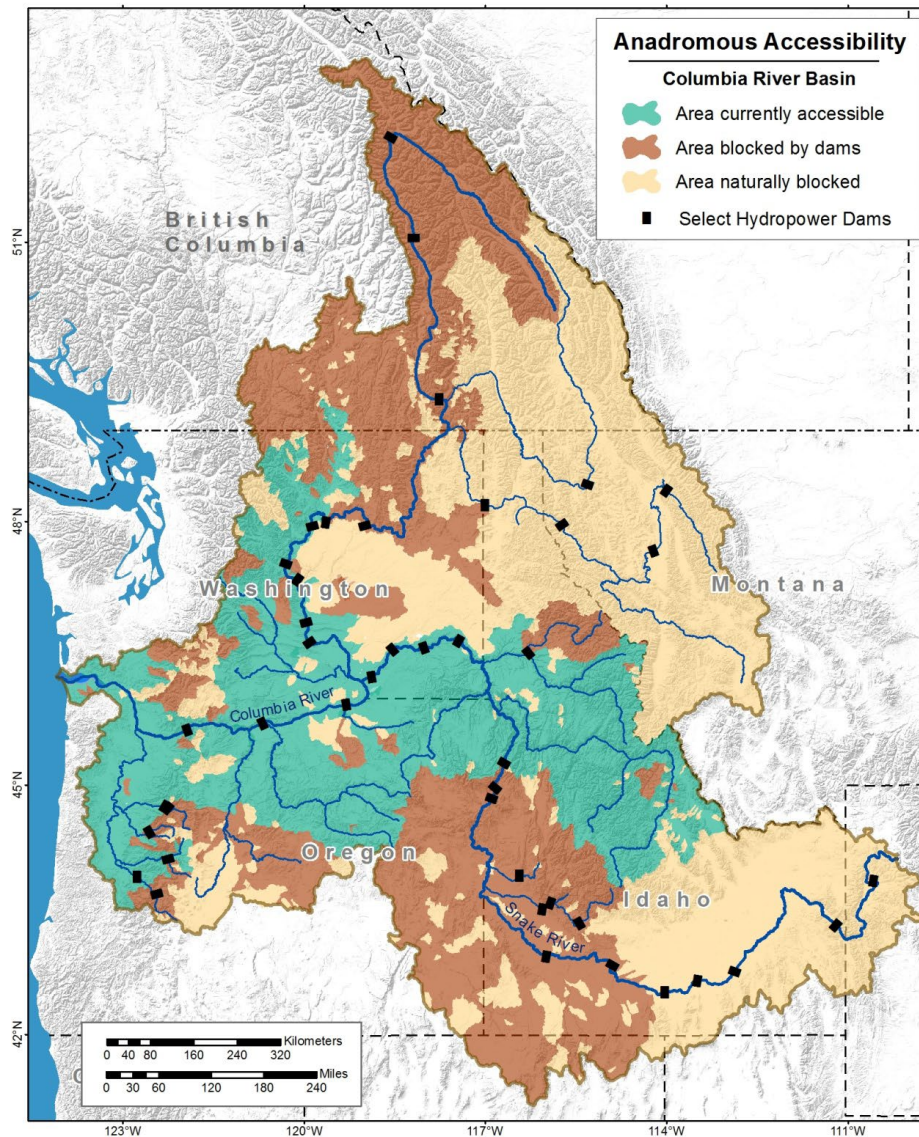 Anadromous Accessibility
Columbia River Basin
Area currently accessible
Area blocked by dams
Area naturally blocked
Select Hydropower Dams
British
Columbia
51°N
48°N
Washington
Montana
Columbia River
45°N
Oregon
Idaho
Snake River
42°N
0 40 80 160 240 320 Kilometers
0 30 60 120 180 240 Miles
123°W 120°W 117°W 114°W 111°W